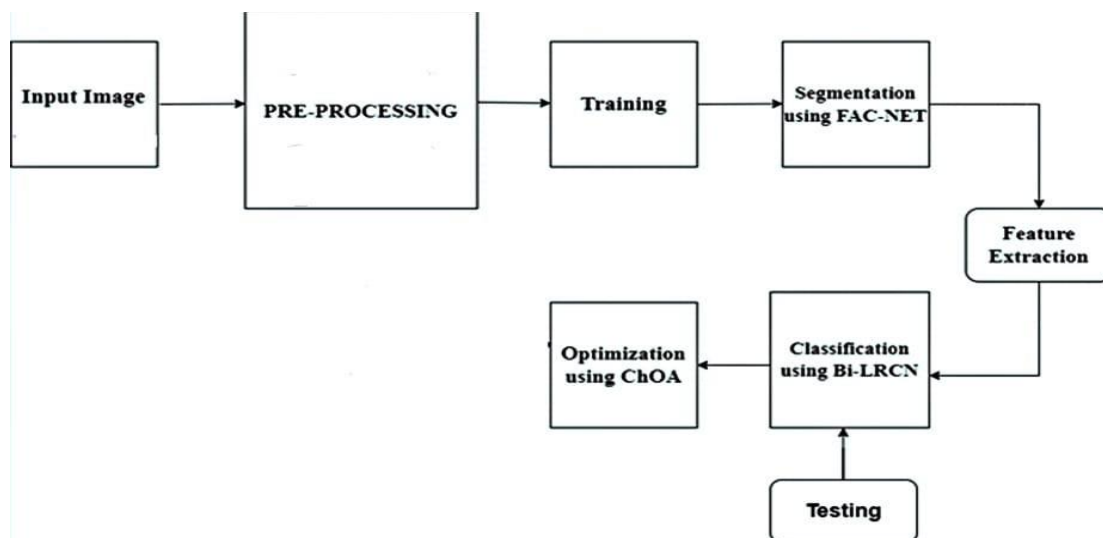 Input Image
PRE-PROCESSING
Training
Segmentation
using FAC-NET
Feature
Extraction
Classification
using Bi-LRCN
Optimization
using ChOA
Testing